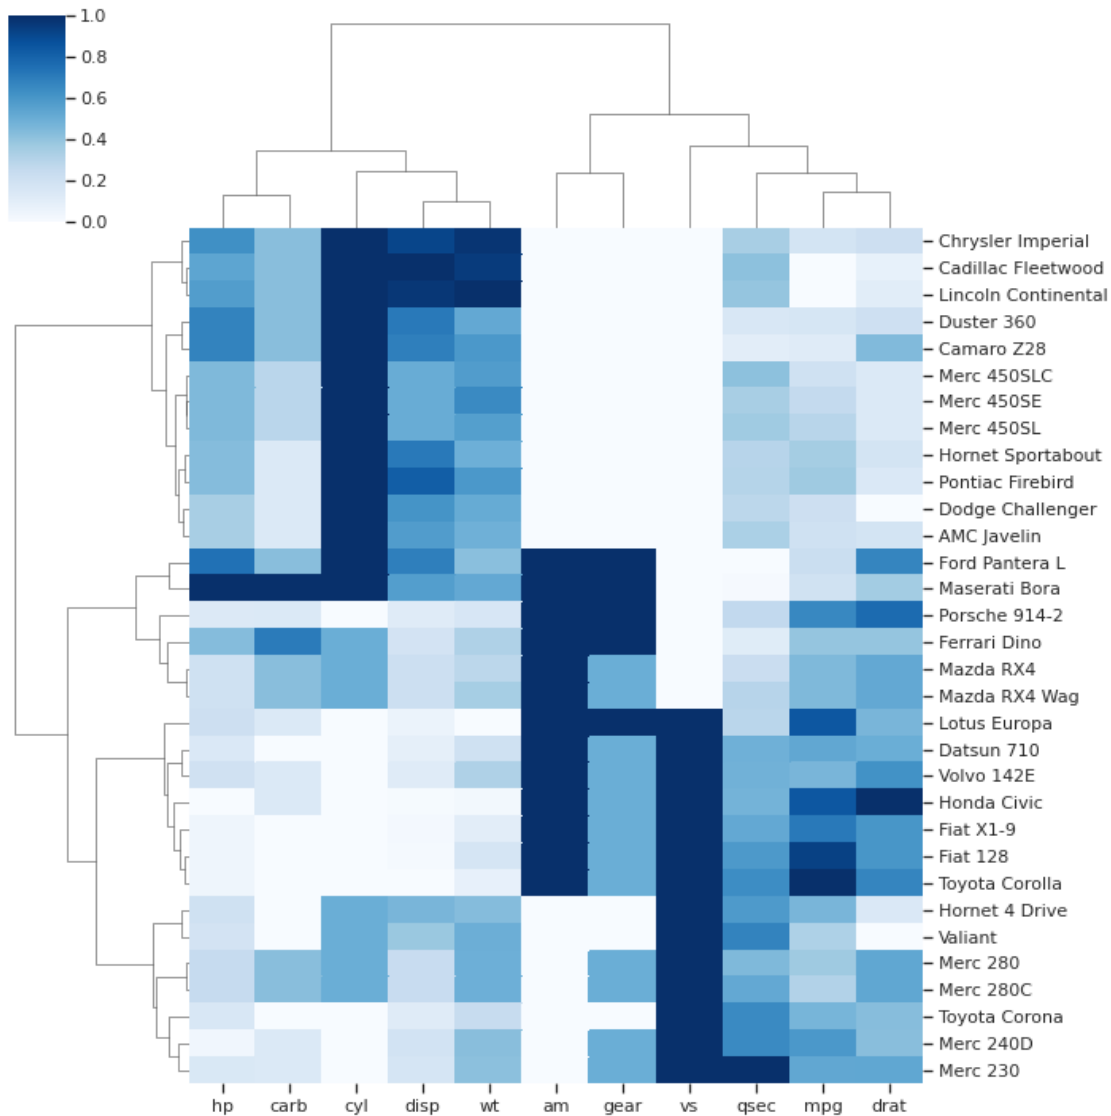 1.0
0.8
0.6
0.4
0.2
0.0
Chrysler Imperial
Cadillac Fleetwood
Lincoln Continental
Duster 360
Camaro Z28
Merc 450SLC
Merc 450SE
Merc 450SL
Hornet Sportabout
Pontiac Firebird
Dodge Challenger
AMC Javelin
Ford Pantera L
Maserati Bora
Porsche 914-2
Ferrari Dino
Mazda RX4
Mazda RX4 Wag
Lotus Europa
Datsun 710
Volvo 142E
Honda Civic
Fiat X1-9
Fiat 128
Toyota Corolla
Hornet 4 Drive
Valiant
Merc 280
Merc 280C
Toyota Corona
Merc 240D
Merc 230
hp carb cyl disp wt am gear vs qsec mpg drat